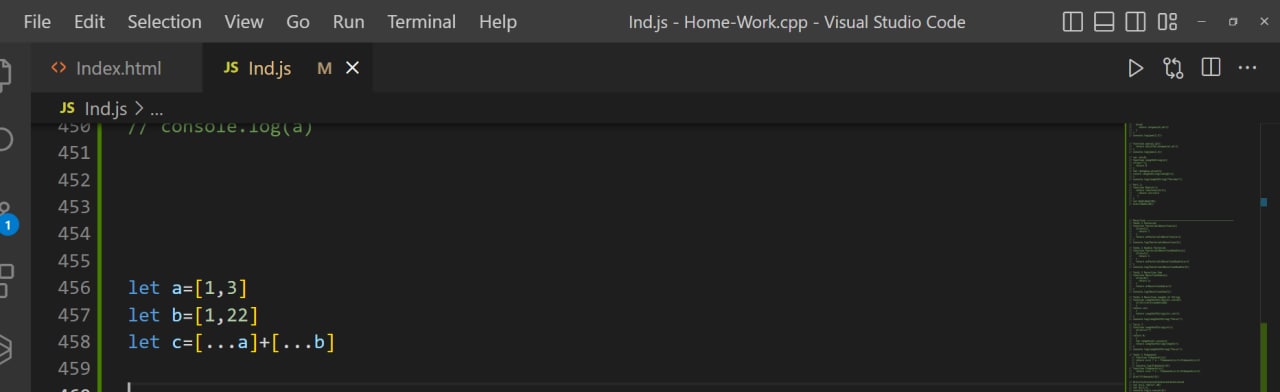 File Edit Selection View Go Run Terminal Help Ind.js - Home-Work.cpp - Visual Studio Code
<> Index.html JS Ind.js M
JS Ind.js > ...
450 // console.log(a)
451
452
453
454
1
455
456 let a=[1,3]
457 let b=[1,22]
458 let c=[...a]+[...b]
459
460